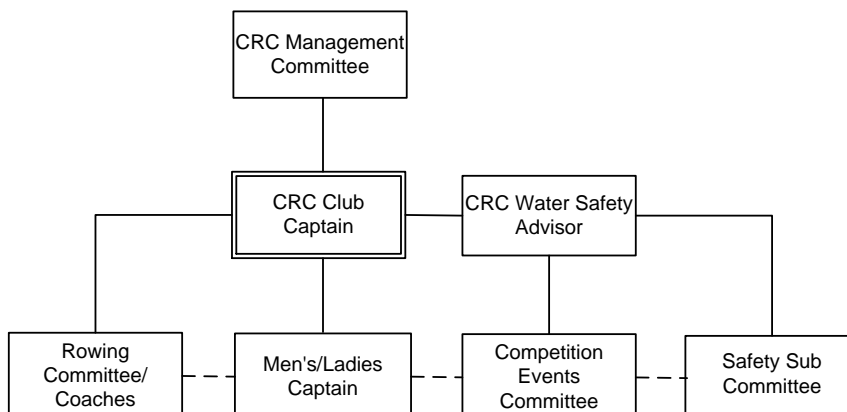 CRC Management
Committee
CRC Club
Captain
CRC Water Safety
Advisor
Rowing
Committee/
Coaches
Men's/Ladies
Captain
Competition
Events
Committee
Safety Sub
Committee